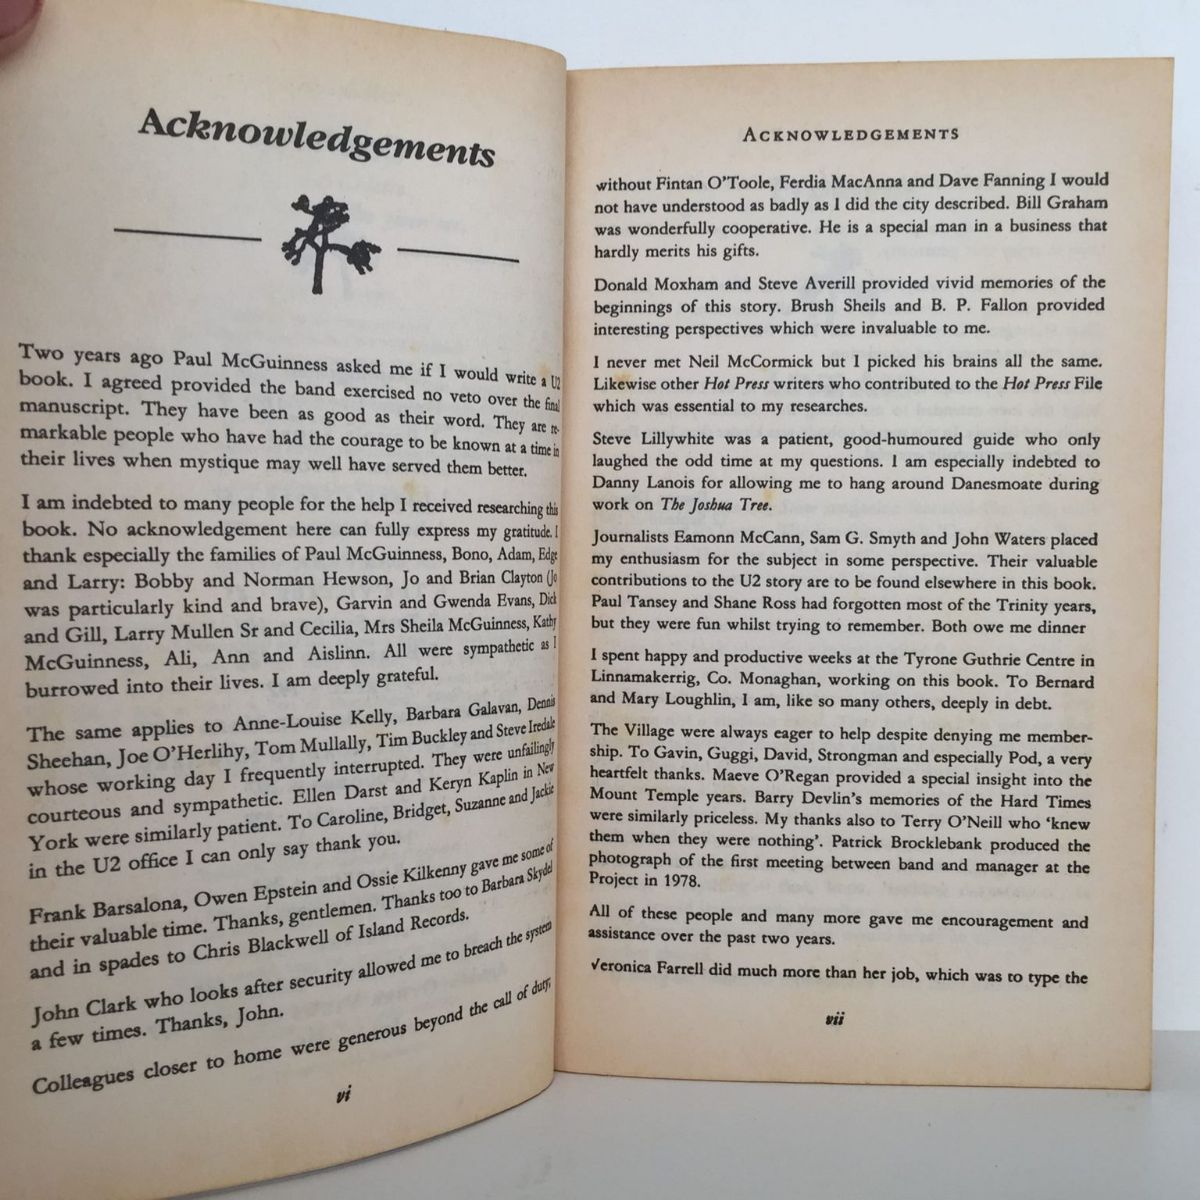 Acknowledgements
Two years ago Paul McGuinness asked me if I would write a U2
book. I agreed provided the band exercised no veto over the final
manuscript. They have been as good as their word. They are re-
markable people who have had the courage to be known at a time in
their lives when mystique may well have served them better.
I am indebted to many people for the help I received researching this
book. No acknowledgement here can fully express my gratitude. I
thank especially the families of Paul McGuinness, Bono, Adam, Edge
and Larry: Bobby and Norman Hewson, Jo and Brian Clayton (Jo
was particularly kind and brave), Garvin and Gwenda Evans, Dick
and Gill, Larry Mullen Sr and Cecilia, Mrs Sheila McGuinness, Kathy
McGuinness, Ali, Ann and Aislinn. All were sympathetic as I
burrowed into their lives. I am deeply grateful.
The same applies to Anne-Louise Kelly, Barbara Galavan, Dennis
Sheehan, Joe O'Herlihy, Tom Mullally, Tim Buckley and Steve Iredale
whose working day I frequently interrupted. They were unfailingly
courteous and sympathetic. Ellen Darst and Keryn Kaplin in New
York were similarly patient. To Caroline, Bridget, Suzanne and Jackie
in the U2 office I can only say thank you.
Frank Barsalona, Owen Epstein and Ossie Kilkenny gave me some of
their valuable time. Thanks, gentlemen. Thanks too to Barbara Skydel
and in spades to Chris Blackwell of Island Records.
John Clark who looks after security allowed me to breach the system
a few times. Thanks, John.
Colleagues closer to home were generous beyond the call of duty;
vi
ACKNOWLEDGEMENTS
without Fintan O'Toole, Ferdia MacAnna and Dave Fanning I would
not have understood as badly as I did the city described. Bill Graham
was wonderfully cooperative. He is a special man in a business that
hardly merits his gifts.
Donald Moxham and Steve Averill provided vivid memories of the
beginnings of this story. Brush Sheils and B. P. Fallon provided
interesting perspectives which were invaluable to me.
I never met Neil McCormick but I picked his brains all the same.
Likewise other Hot Press writers who contributed to the Hot Press File
which was essential to my researches.
Steve Lillywhite was a patient, good-humoured guide who only
laughed the odd time at my questions. I am especially indebted to
Danny Lanois for allowing me to hang around Danesmoate during
work on The Joshua Tree.
Journalists Eamonn McCann, Sam G. Smyth and John Waters placed
my enthusiasm for the subject in some perspective. Their valuable
contributions to the U2 story are to be found elsewhere in this book.
Paul Tansey and Shane Ross had forgotten most of the Trinity years,
but they were fun whilst trying to remember. Both owe me dinner
I spent happy and productive weeks at the Tyrone Guthrie Centre in
Linnamakerrig, Co. Monaghan, working on this book. To Bernard
and Mary Loughlin, I am, like so many others, deeply in debt.
The Village were always eager to help despite denying me member-
ship. To Gavin, Guggi, David, Strongman and especially Pod, a very
heartfelt thanks. Maeve O'Regan provided a special insight into the
Mount Temple years. Barry Devlin's memories of the Hard Times
were similarly priceless. My thanks also to Terry O'Neill who 'knew
them when they were nothing'. Patrick Brocklebank produced the
photograph of the first meeting between band and manager at the
Project in 1978.
All of these people and many more gave me encouragement and
assistance over the past two years.
Veronica Farrell did much more than her job, which was to type the
vii